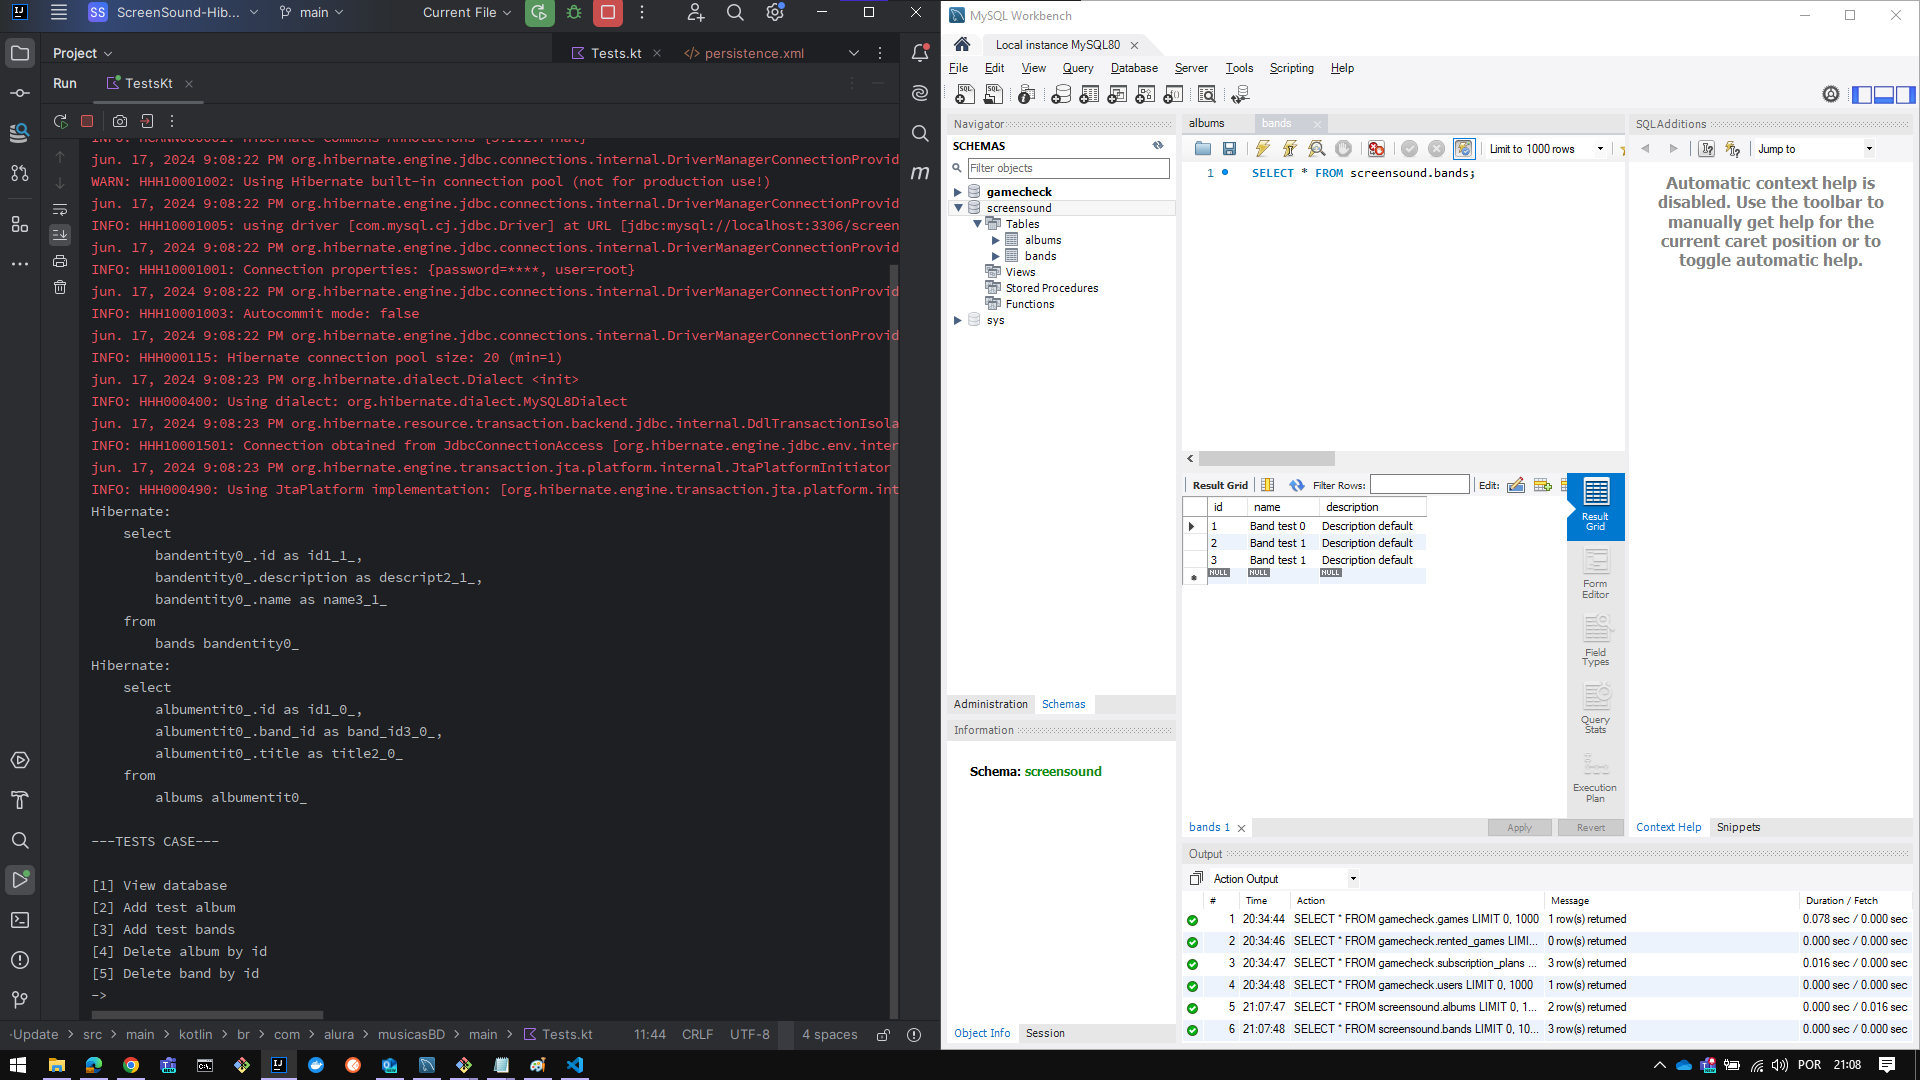 SS ScreenSound-Hib... main Current File
Project
Tests.kt
persistence.xml
Run TestsKt
jun. 17, 2024 9:08:22 PM org.hibernate.engine.jdbc.connections.internal.DriverManagerConnectionProvid
WARN: HHH10001002: Using Hibernate built-in connection pool (not for production use!)
jun. 17, 2024 9:08:22 PM org.hibernate.engine.jdbc.connections.internal.DriverManagerConnectionProvid
INFO: HHH10001005: using driver [com.mysql.cj.jdbc.Driver] at URL [jdbc:mysql://localhost:3306/screen
jun. 17, 2024 9:08:22 PM org.hibernate.engine.jdbc.connections.internal.DriverManagerConnectionProvid
INFO: HHH10001001: Connection properties: {password=****, user=root}
jun. 17, 2024 9:08:22 PM org.hibernate.engine.jdbc.connections.internal.DriverManagerConnectionProvid
INFO: HHH10001003: Autocommit mode: false
jun. 17, 2024 9:08:22 PM org.hibernate.engine.jdbc.connections.internal.DriverManagerConnectionProvid
INFO: HHH000115: Hibernate connection pool size: 20 (min=1)
jun. 17, 2024 9:08:23 PM org.hibernate.dialect.Dialect <init>
INFO: HHH000400: Using dialect: org.hibernate.dialect.MySQL8Dialect
jun. 17, 2024 9:08:23 PM org.hibernate.resource.transaction.backend.jdbc.internal.DdlTransactionIsola
INFO: HHH10001501: Connection obtained from JdbcConnectionAccess [org.hibernate.engine.jdbc.env.inter
jun. 17, 2024 9:08:23 PM org.hibernate.engine.transaction.jta.platform.internal.JtaPlatformInitiator
INFO: HHH000490: Using JtaPlatform implementation: [org.hibernate.engine.transaction.jta.platform.int
Hibernate:
select
bandentity0_.id as id1_1_,
bandentity0_.description as descript2_1_,
bandentity0_.name as name3_1_
from
bands bandentity0_
Hibernate:
select
albumentit0_.id as id1_0_,
albumentit0_.band_id as band_id3_0_,
albumentit0_.title as title2_0_
from
albums albumentit0_
---TESTS CASE---
[1] View database
[2] Add test album
[3] Add test bands
[4] Delete album by id
[5] Delete band by id
->
-Update > src > main > kotlin > br > com > alura > musicasBD > main > Tests.kt 11:44 CRLF UTF-8 4 spaces
MySQL Workbench
Local instance MySQL80
File Edit View Query Database Server Tools Scripting Help
Navigator
SCHEMAS
Filter objects
gamecheck
screensound
Tables
albums
bands
Views
Stored Procedures
Functions
sys
Administration Schemas
Information
Schema: screensound
Object Info Session
albums bands
Limit to 1000 rows
1 SELECT * FROM screensound.bands;
Result Grid Filter Rows: Edit:
id name description
1 Band test 0 Description default
2 Band test 1 Description default
3 Band test 1 Description default
NULL NULL NULL
Result Grid
Form Editor
Field Types
Query Stats
Execution Plan
bands 1
Apply Revert
SQLAdditions
Jump to
Automatic context help is
disabled. Use the toolbar to
manually get help for the
current caret position or to
toggle automatic help.
Context Help Snippets
Output
Action Output
# Time Action Message Duration / Fetch
1 20:34:44 SELECT * FROM gamecheck.games LIMIT 0, 1000 1 row(s) returned 0.078 sec / 0.000 sec
2 20:34:46 SELECT * FROM gamecheck.rented_games LIMI... 0 row(s) returned 0.000 sec / 0.000 sec
3 20:34:47 SELECT * FROM gamecheck.subscription_plans ... 3 row(s) returned 0.016 sec / 0.000 sec
4 20:34:48 SELECT * FROM gamecheck.users LIMIT 0, 1000 1 row(s) returned 0.000 sec / 0.000 sec
5 21:07:47 SELECT * FROM screensound.albums LIMIT 0, 1... 2 row(s) returned 0.000 sec / 0.016 sec
6 21:07:48 SELECT * FROM screensound.bands LIMIT 0, 10... 3 row(s) returned 0.000 sec / 0.000 sec
POR 21:08